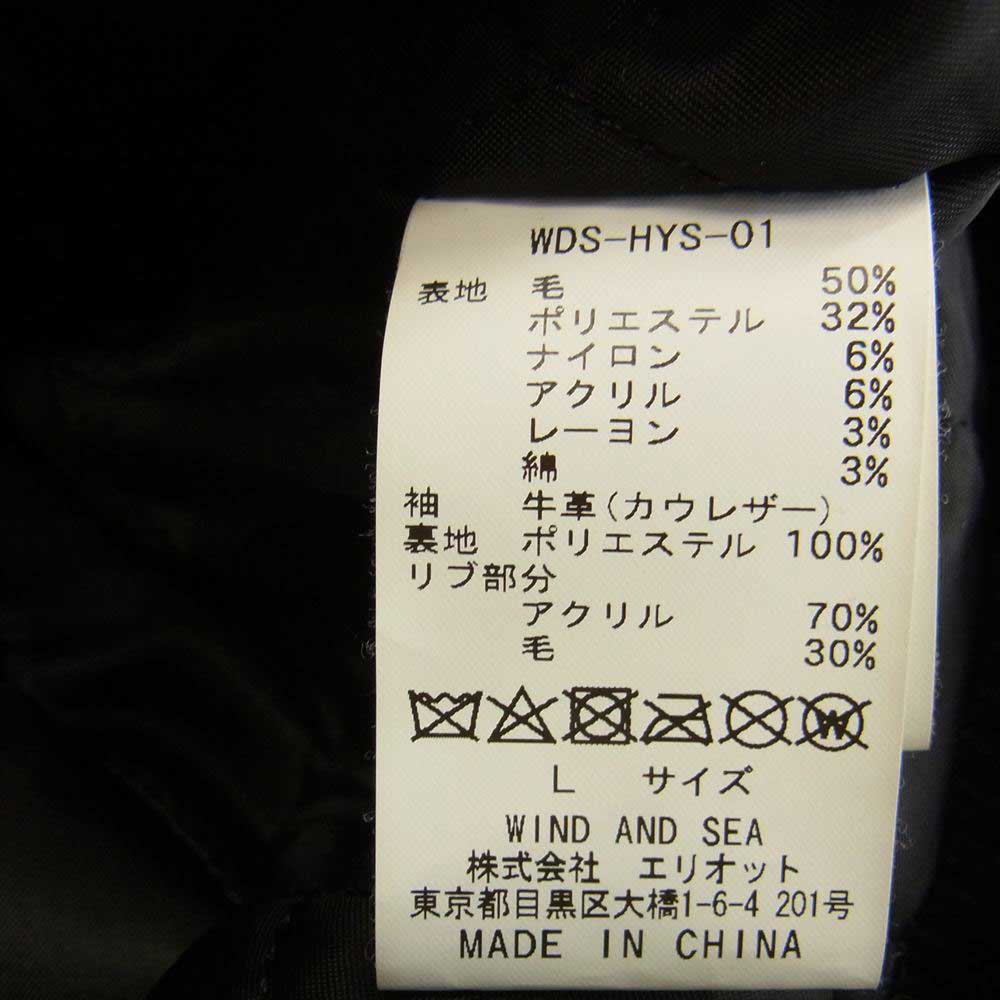 WDS-HYS-01
表地 毛 50%
ポリエステル 32%
ナイロン 6%
アクリル 6%
レーヨン 3%
綿 3%
袖 牛革(カウレザー)
裏地 ポリエステル 100%
リブ部分
アクリル 70%
毛 30%
W
L サイズ
WIND AND SEA
株式会社 エリオット
東京都目黒区大橋1-6-4 201号
MADE IN CHINA